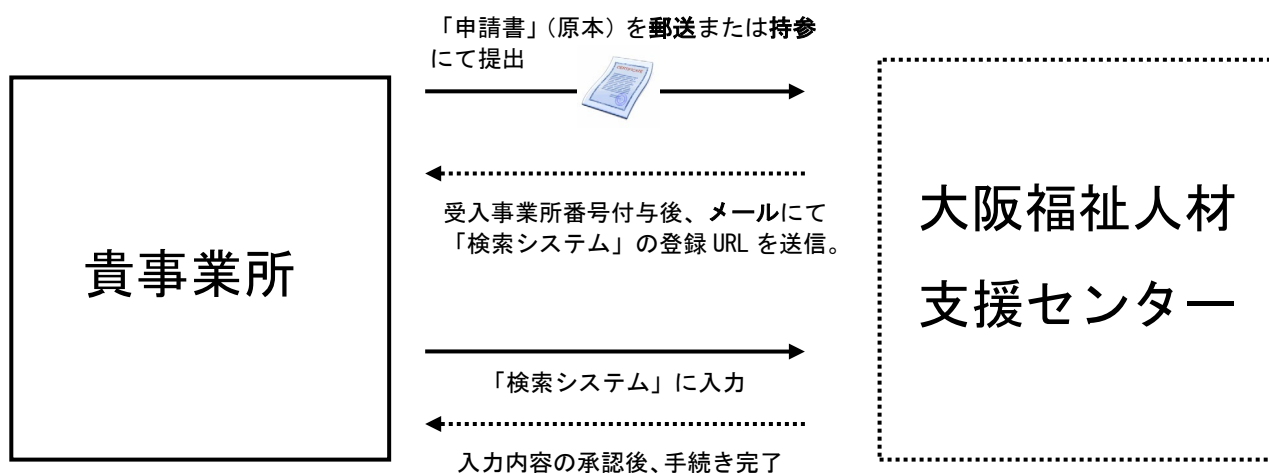 「申請書」（原本）を郵送または持参
にて提出
貴事業所
受入事業所番号付与後、メールにて
「検索システム」の登録 URL を送信。
大阪福祉人材
支援センター
「検索システム」に入力
入力内容の承認後、手続き完了